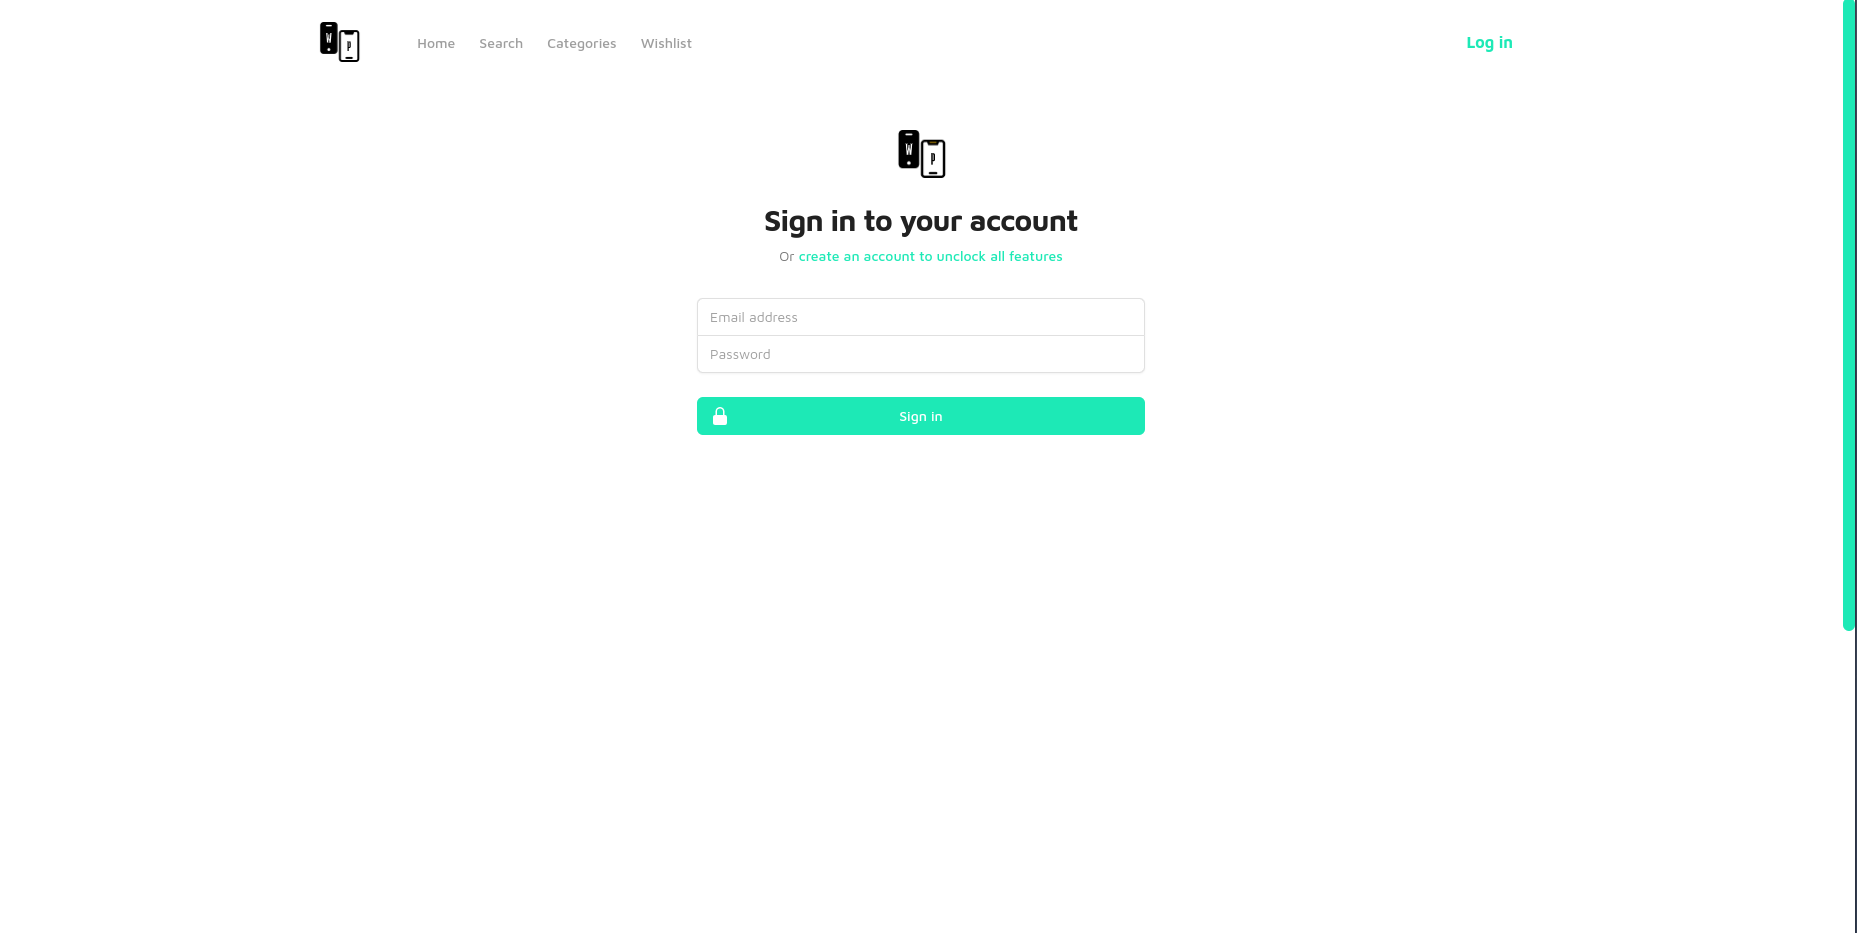 W P
Home Search Categories Wishlist
Log in
W P
Sign in to your account
Or create an account to unclock all features
Email address
Password
Sign in